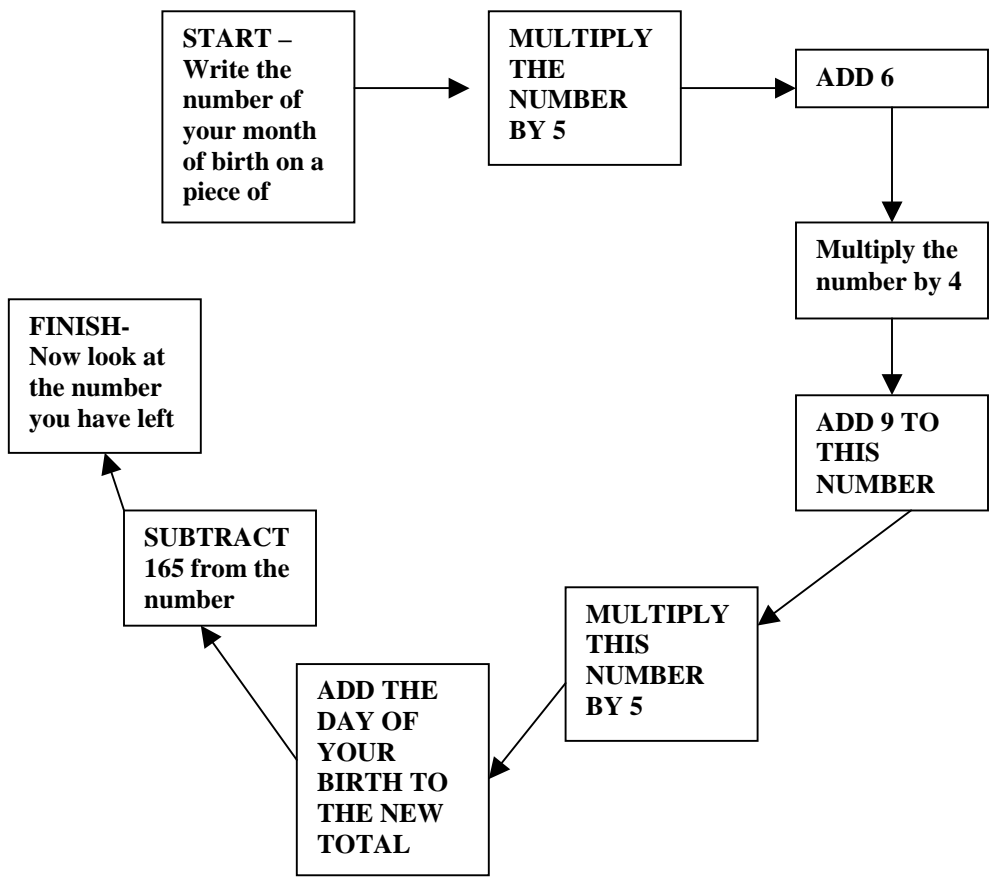 START –
Write the
number of
your month
of birth on a
piece of
MULTIPLY
THE
NUMBER
BY 5
ADD 6
Multiply the
number by 4
ADD 9 TO
THIS
NUMBER
MULTIPLY
THIS
NUMBER
BY 5
ADD THE
DAY OF
YOUR
BIRTH TO
THE NEW
TOTAL
SUBTRACT
165 from the
number
FINISH-
Now look at
the number
you have left